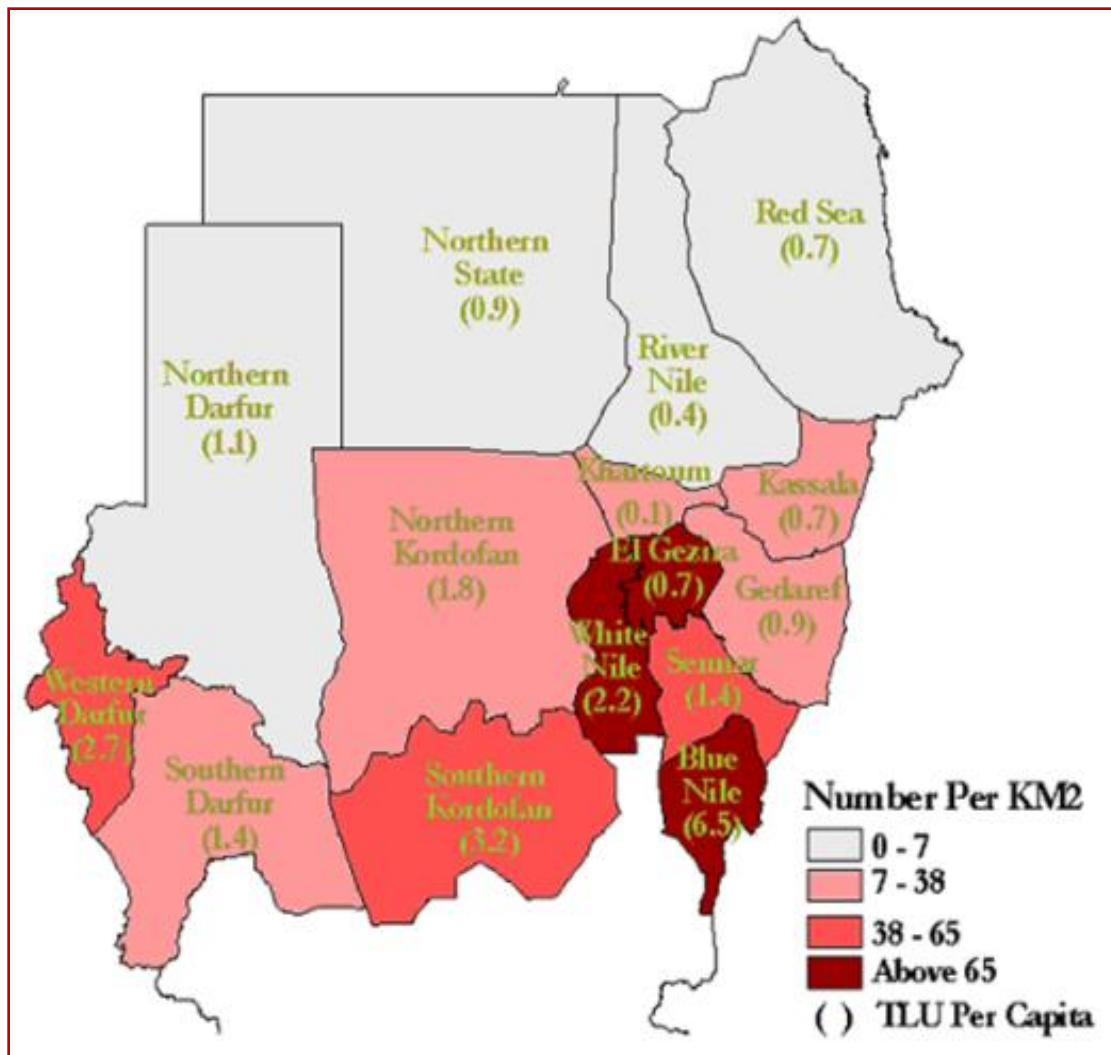 Red Sea
(0.7)
Northern
State
(0.9)
River
Nile
(0.4)
Northern
Darfur
(1.1)
Khartoum
(0.1)
Kassala
(0.7)
Northern
Kordofan
(1.8)
El Gezira
(0.7)
Gedaref
(0.9)
White
Nile
(2.2)
Sennar
(1.4)
Western
Darfur
(2.7)
Southern
Darfur
(1.4)
Southern
Kordofan
(3.2)
Blue
Nile
(6.5)
Number Per KM2
0 - 7
7 - 38
38 - 65
Above 65
( ) TLU Per Capita